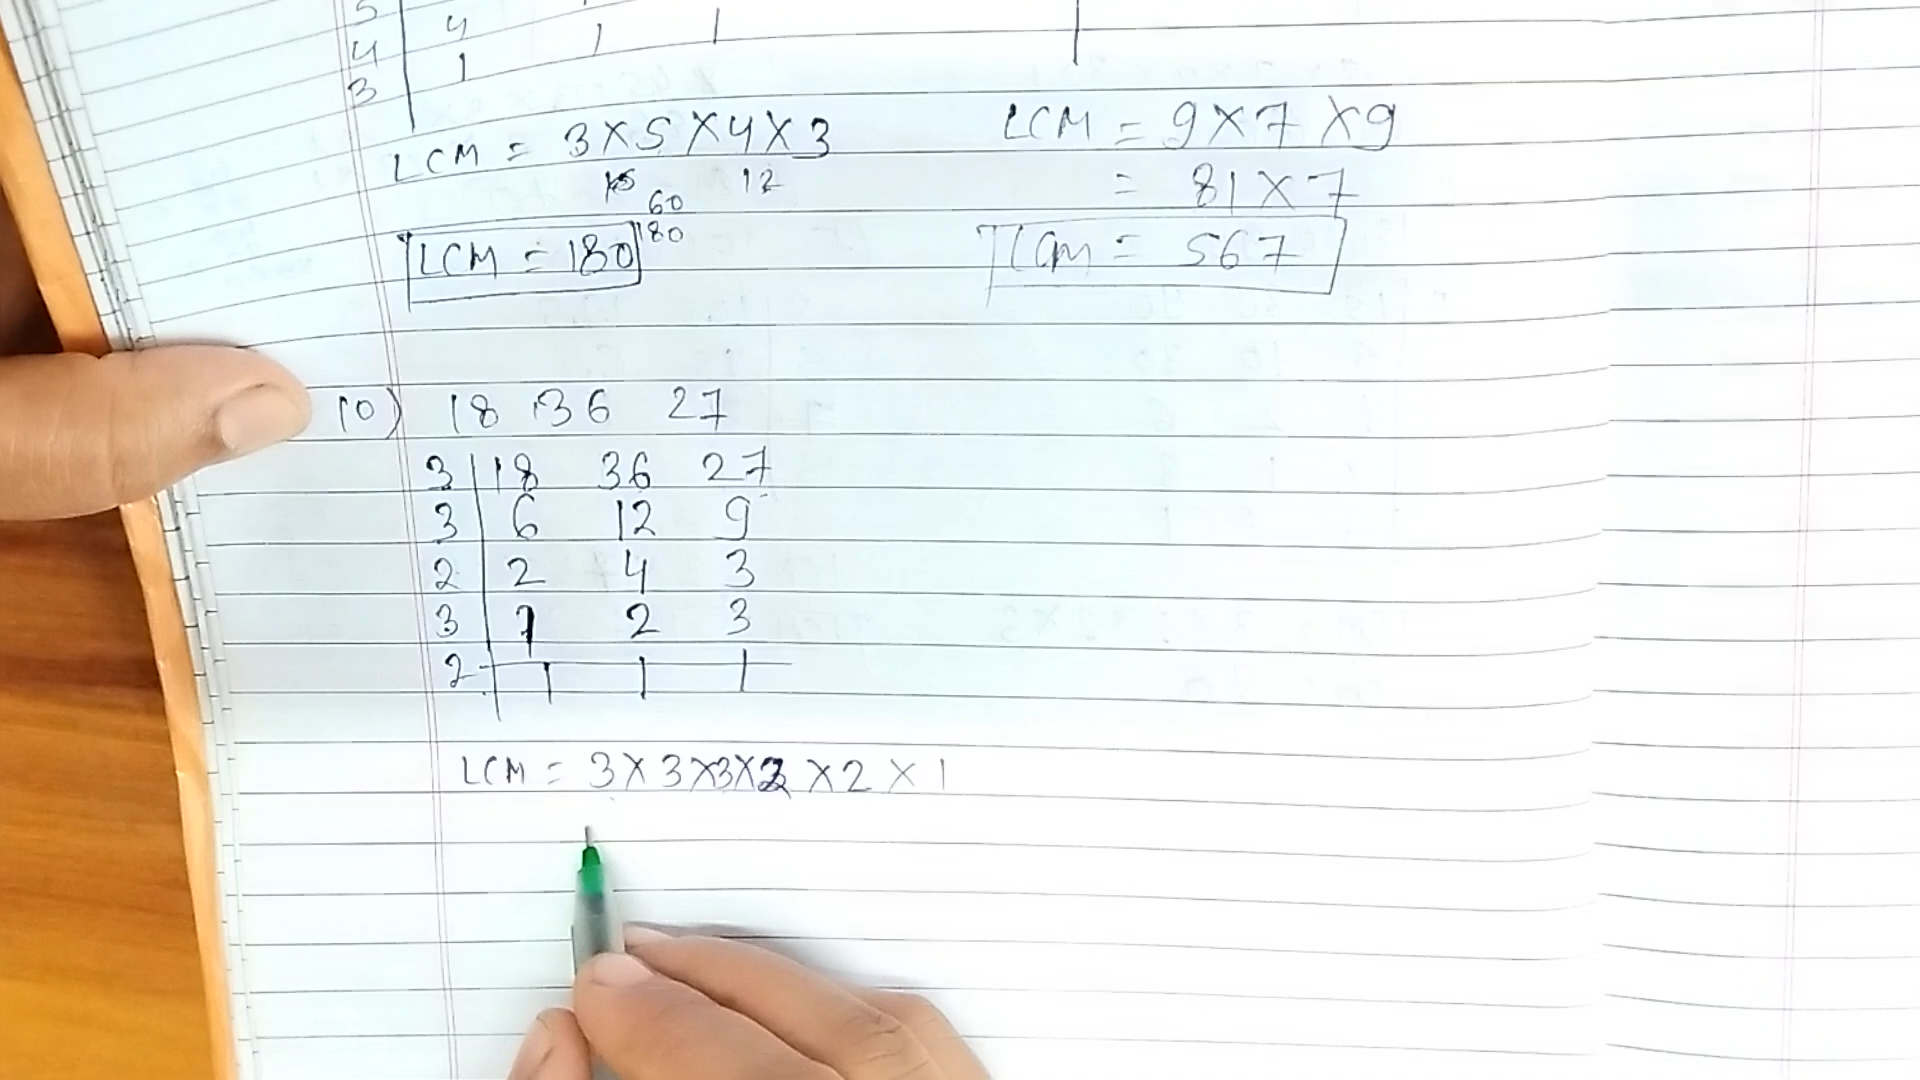 5 4
4 1 1 1
3
LCM = 3 X 5 X 4 X 3
15 12
60
180
LCM = 180
LCM = 9 X 7 X 9
= 81 X 7
LCM = 567
10) 18 36 27
3 18 36 27
3 6 12 9
2 2 4 3
3 1 2 3
2 1 1 1
LCM = 3 X 3 X 3 X 2 X 2 X 1